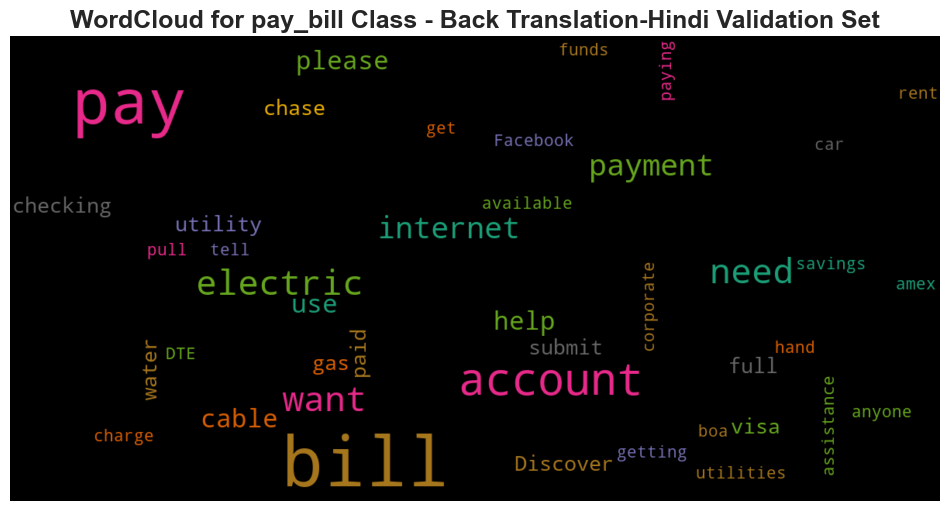 WordCloud for pay_bill Class - Back Translation-Hindi Validation Set
funds
please
paying
pay
chase
rent
get
Facebook
car
payment
checking
available
utility
internet
pull
tell
need
savings
electric
amex
use
corporate
help
water
DTE
paid
submit
hand
gas
full
account
want
cable
assistance
anyone
charge
boa
visa
bill
Discover
getting
utilities